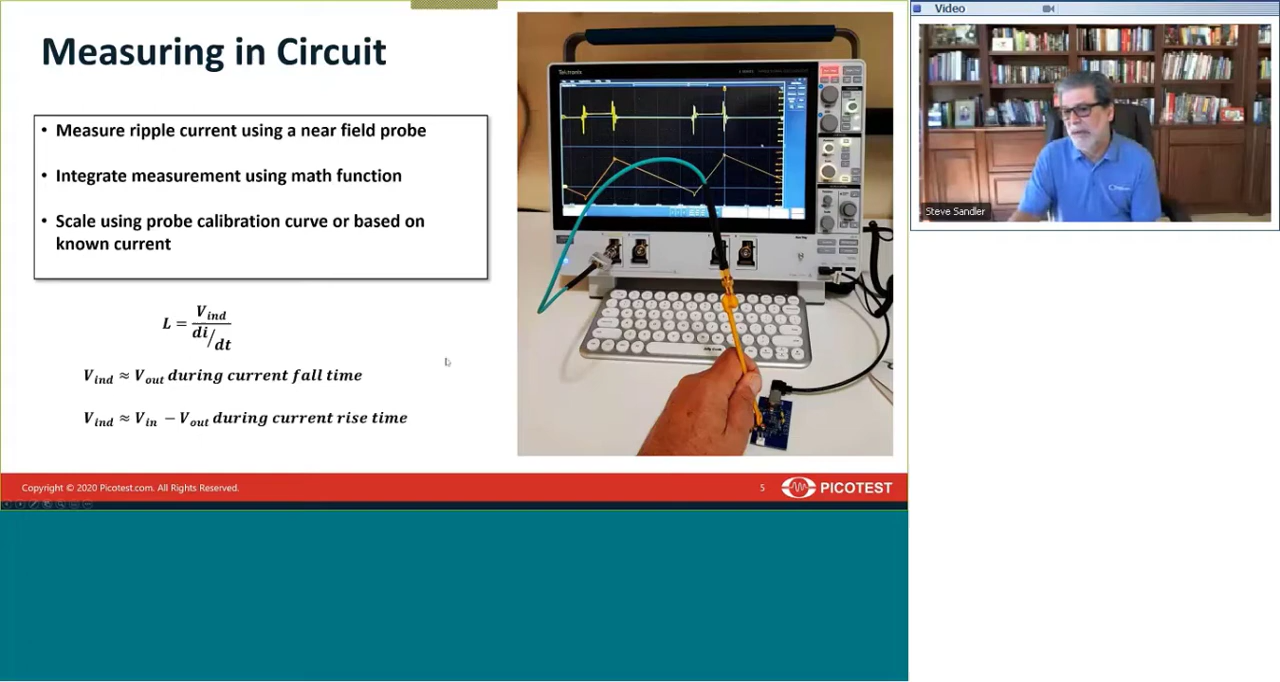 Measuring in Circuit
• Measure ripple current using a near field probe
• Integrate measurement using math function
• Scale using probe calibration curve or based on
known current
L = V_ind / (di/dt)
V_ind ≈ V_out during current fall time
V_ind ≈ V_in − V_out during current rise time
Tektronix
Copyright © 2020 Picotest.com. All Rights Reserved.
5
PICOTEST
Video
Steve Sandler